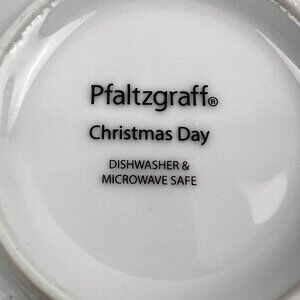 Pfaltzgraff®
Christmas Day
DISHWASHER &
MICROWAVE SAFE